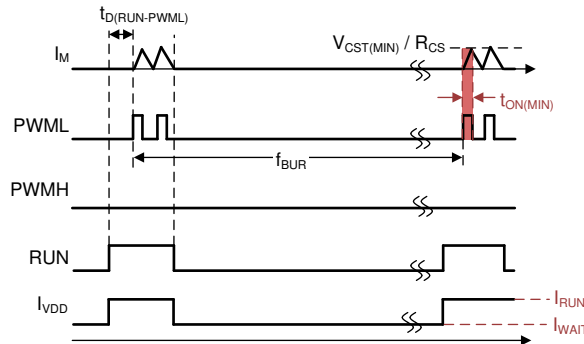 tD(RUN-PWML)
IM
VCST(MIN) / RCS
tON(MIN)
PWML
fBUR
PWMH
RUN
IVDD
IRUN
IWAIT